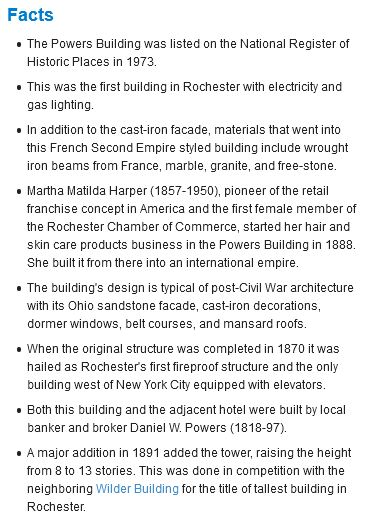 Facts
• The Powers Building was listed on the National Register of
Historic Places in 1973.
• This was the first building in Rochester with electricity and
gas lighting.
• In addition to the cast-iron facade, materials that went into
this French Second Empire styled building include wrought
iron beams from France, marble, granite, and free-stone.
• Martha Matilda Harper (1857-1950), pioneer of the retail
franchise concept in America and the first female member of
the Rochester Chamber of Commerce, started her hair and
skin care products business in the Powers Building in 1888.
She built it from there into an international empire.
• The building's design is typical of post-Civil War architecture
with its Ohio sandstone facade, cast-iron decorations,
dormer windows, belt courses, and mansard roofs.
• When the original structure was completed in 1870 it was
hailed as Rochester's first fireproof structure and the only
building west of New York City equipped with elevators.
• Both this building and the adjacent hotel were built by local
banker and broker Daniel W. Powers (1818-97).
• A major addition in 1891 added the tower, raising the height
from 8 to 13 stories. This was done in competition with the
neighboring Wilder Building for the title of tallest building in
Rochester.